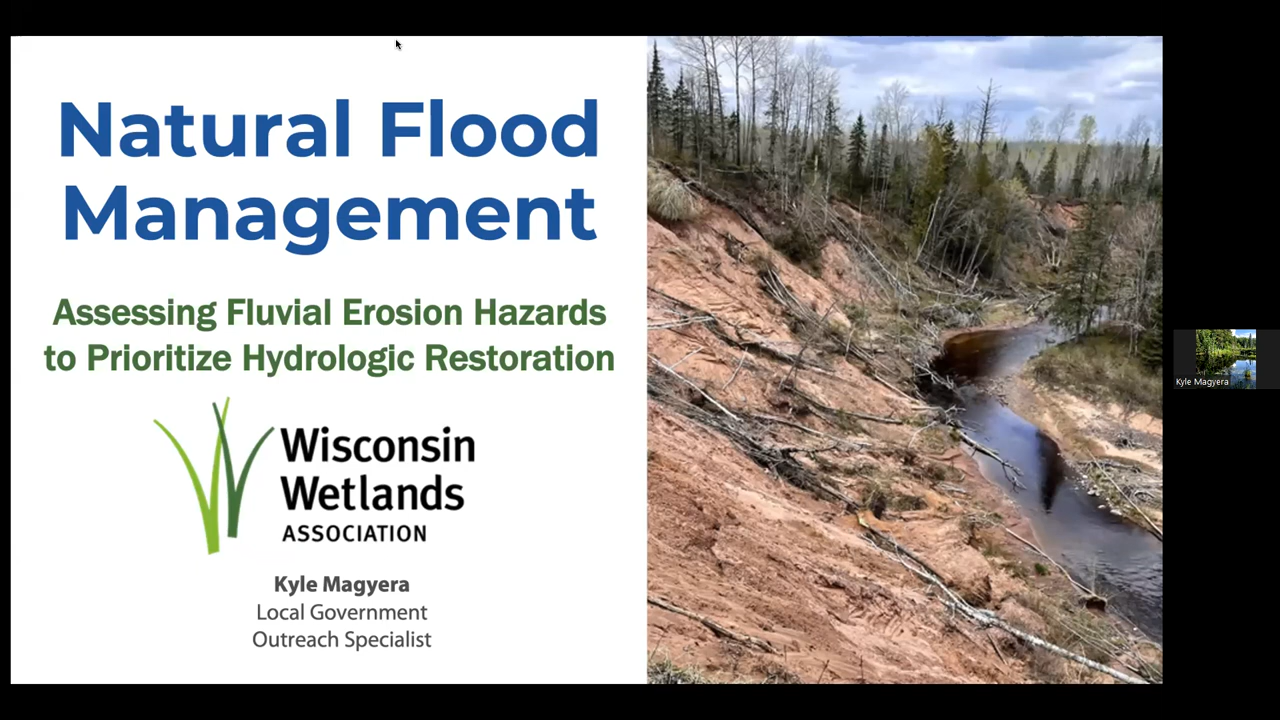 Natural Flood
Management
Assessing Fluvial Erosion Hazards
to Prioritize Hydrologic Restoration
Wisconsin
Wetlands
ASSOCIATION
Kyle Magyera
Local Government
Outreach Specialist
Kyle Magyera